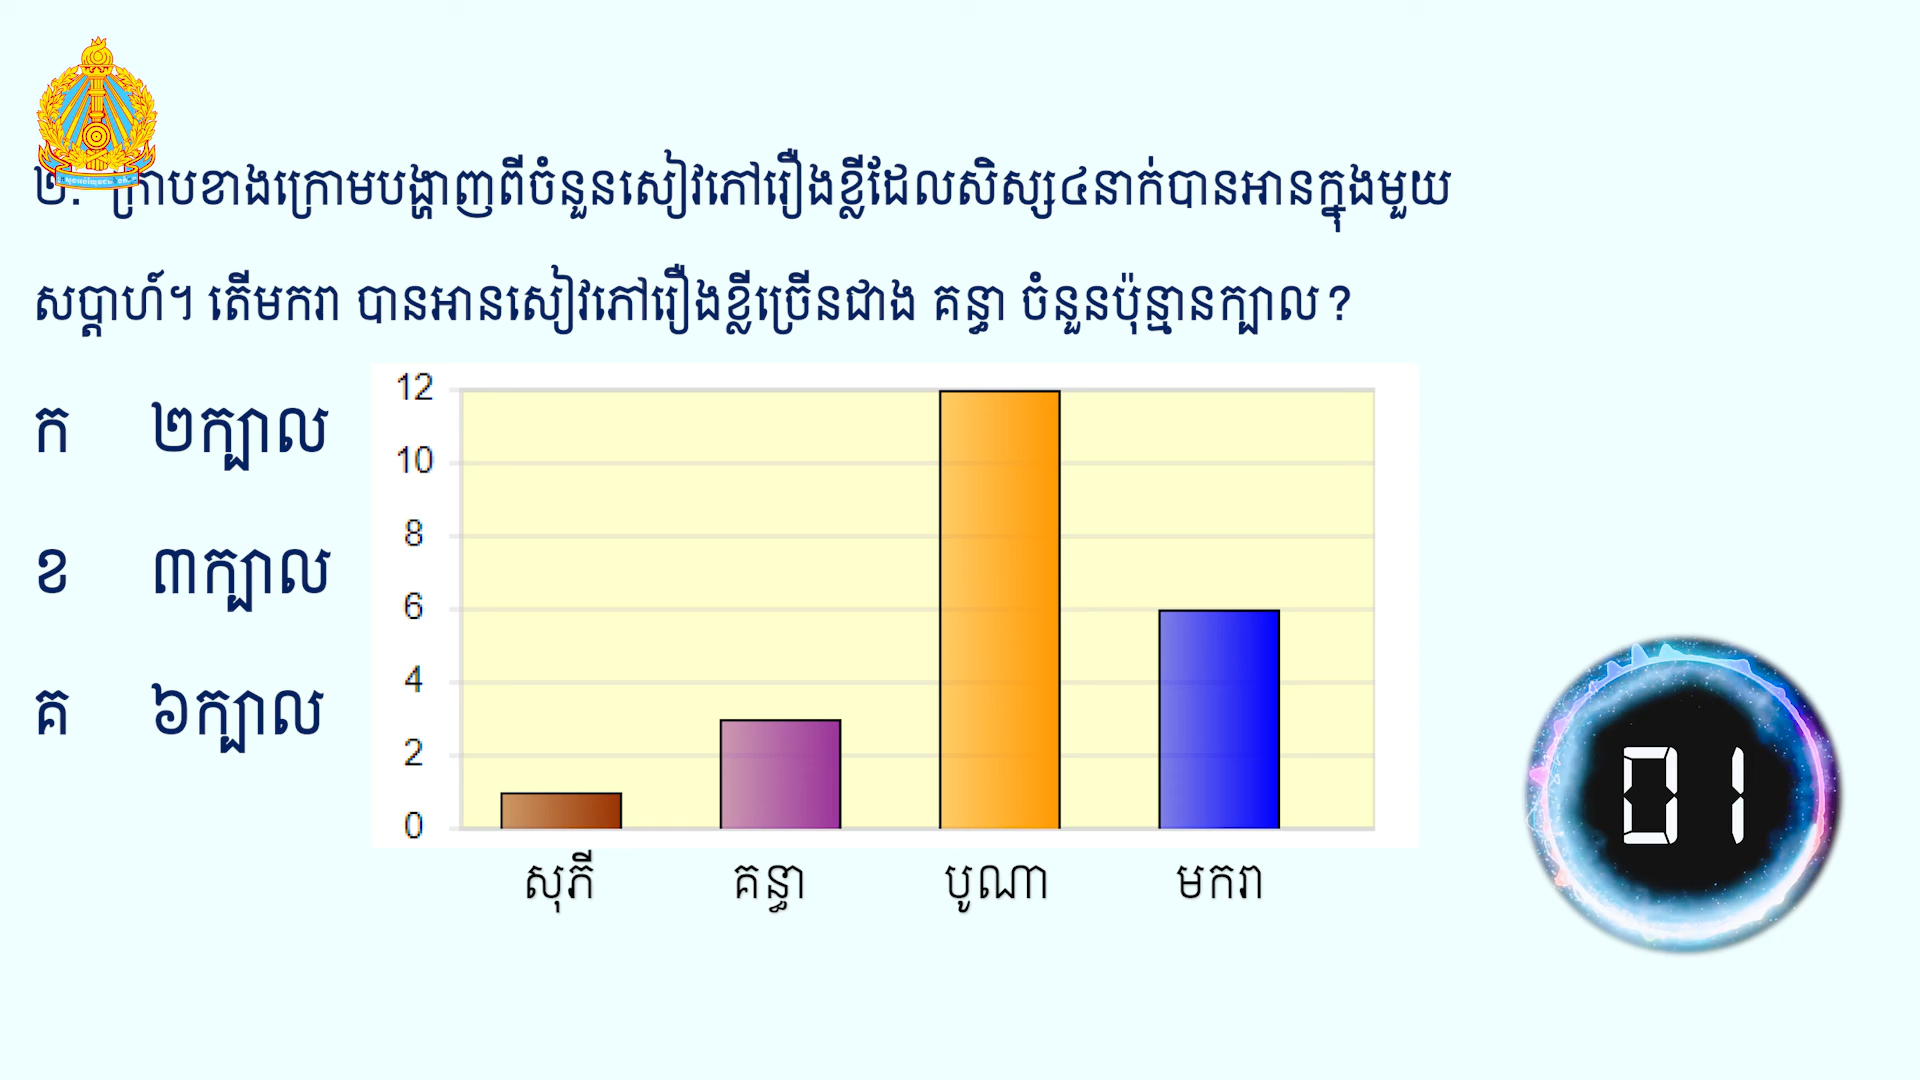 ២. ក្រាបខាងក្រោមបង្ហាញពីចំនួនសៀវភៅរឿងខ្លីដែលសិស្ស៤នាក់បានអានក្នុងមួយ
សប្តាហ៍។ តើមករា បានអានសៀវភៅរឿងខ្លីច្រើនជាង គន្ធា ចំនួនប៉ុន្មានក្បាល?
ក ២ក្បាល
ខ ៣ក្បាល
គ ៦ក្បាល
12
10
8
6
4
2
0
សុភី គន្ធា បូណា មករា
01